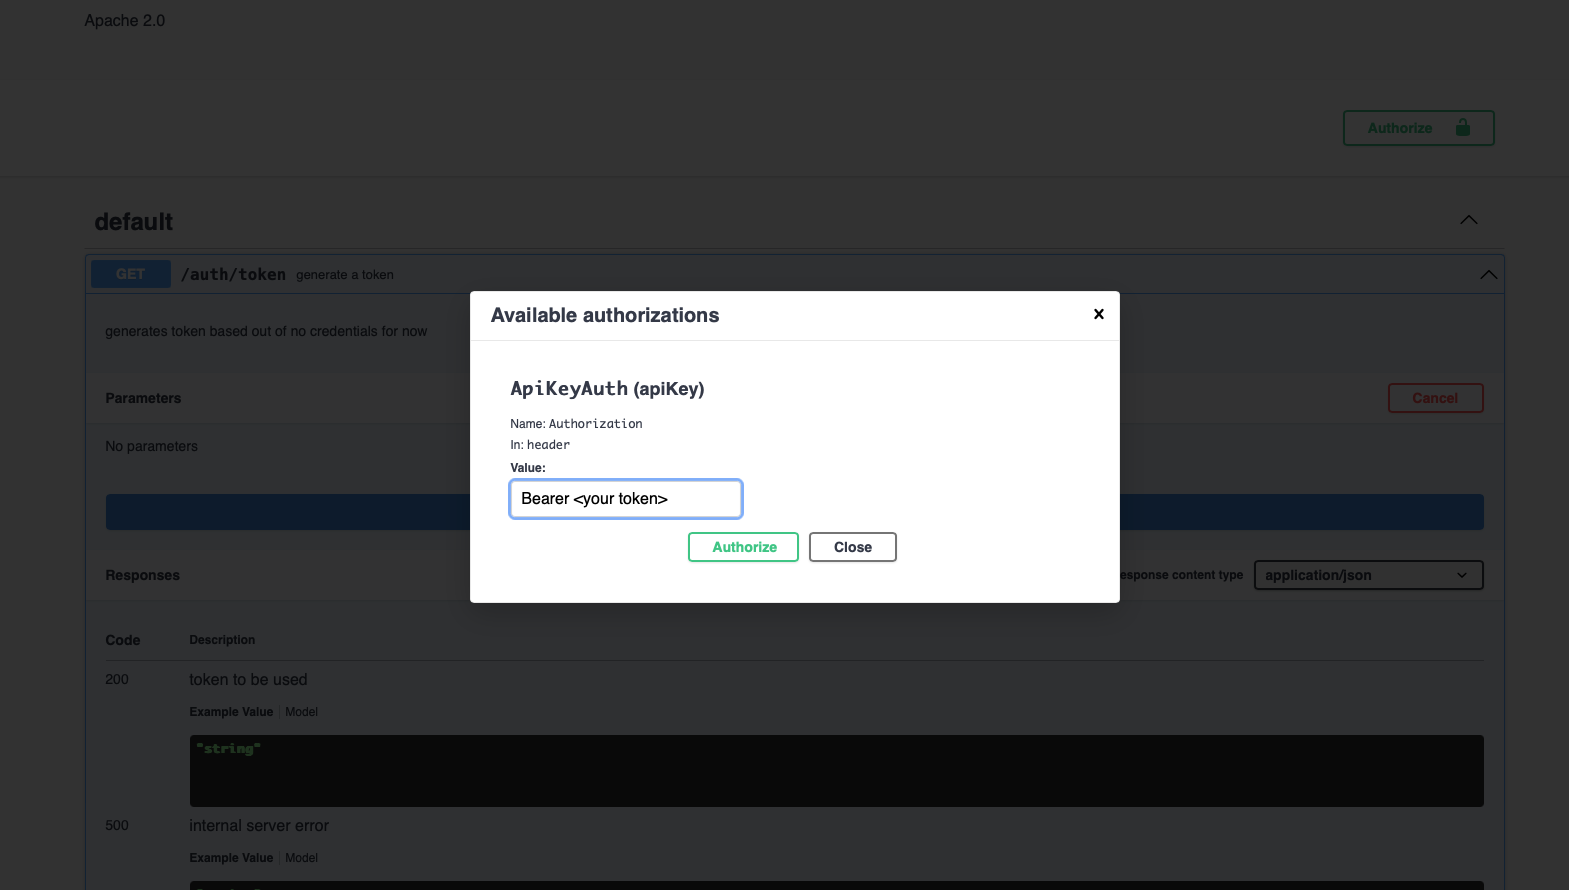 Apache 2.0
Authorize
default
GET /auth/token generate a token
generates token based out of no credentials for now
Available authorizations
ApiKeyAuth (apiKey)
Name: Authorization
In: header
Value:
Bearer <your token>
Authorize Close
Parameters Cancel
No parameters
Responses esponse content type application/json
Code Description
200 token to be used
Example Value Model
"string"
500 internal server error
Example Value Model